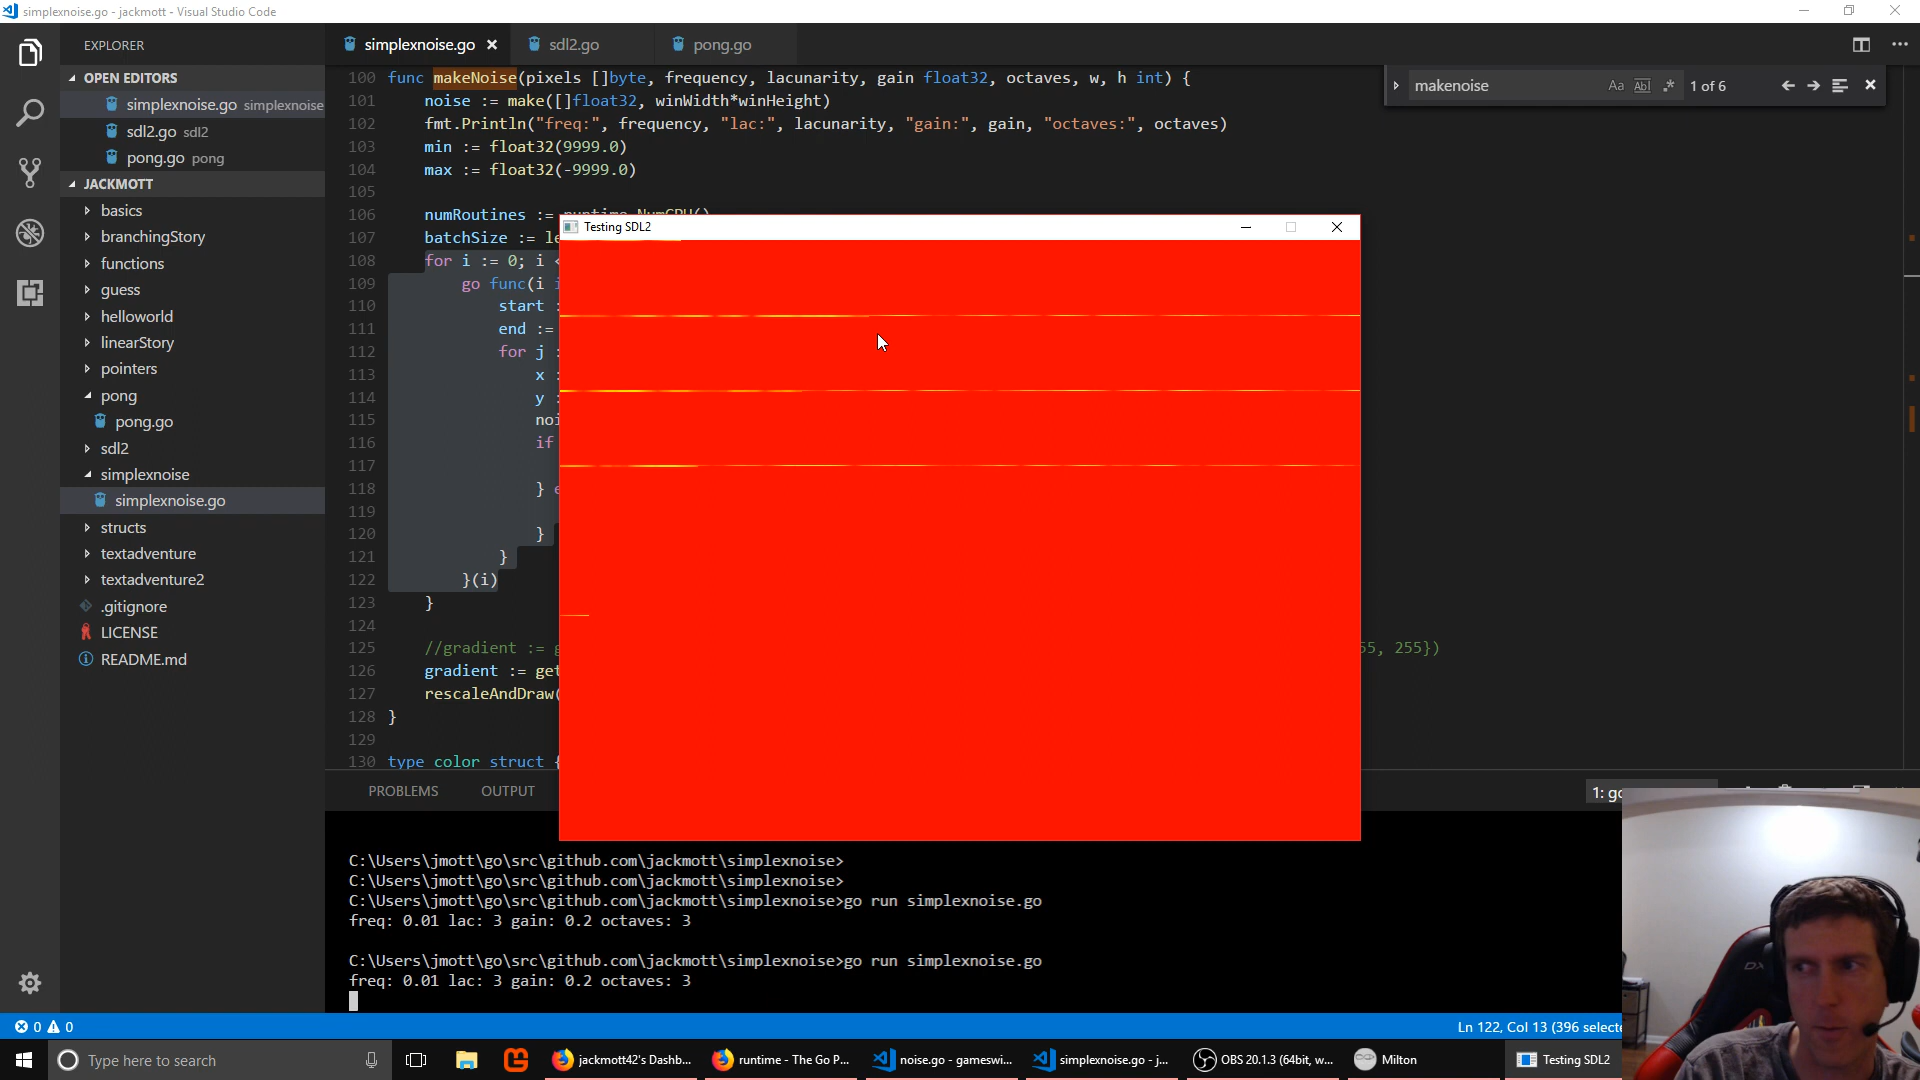 simplexnoise.go - jackmott - Visual Studio Code
EXPLORER
OPEN EDITORS
simplexnoise.go simplexnoise
sdl2.go sdl2
pong.go pong
JACKMOTT
basics
branchingStory
functions
guess
helloworld
linearStory
pointers
pong
pong.go
sdl2
simplexnoise
simplexnoise.go
structs
textadventure
textadventure2
.gitignore
LICENSE
README.md
simplexnoise.go
sdl2.go
pong.go
makenoise Aa Abl .* 1 of 6
100 func makeNoise(pixels []byte, frequency, lacunarity, gain float32, octaves, w, h int) {
101 noise := make([]float32, winWidth*winHeight)
102 fmt.Println("freq:", frequency, "lac:", lacunarity, "gain:", gain, "octaves:", octaves)
103 min := float32(9999.0)
104 max := float32(-9999.0)
105
106 numRoutines := runtime.NumCPU()
107 batchSize := le
108 for i := 0; i <
109 go func(i i
110 start :
111 end :=
112 for j :
113 x :
114 y :
115 noi
116 if
117
118 } e
119
120 }
121 }
122 }(i)
123 }
124
125 //gradient := g 55, 255})
126 gradient := get
127 rescaleAndDraw(
128 }
129
130 type color struct {
Testing SDL2
PROBLEMS
OUTPUT
1: go
C:\Users\jmott\go\src\github.com\jackmott\simplexnoise>
C:\Users\jmott\go\src\github.com\jackmott\simplexnoise>
C:\Users\jmott\go\src\github.com\jackmott\simplexnoise>go run simplexnoise.go
freq: 0.01 lac: 3 gain: 0.2 octaves: 3
C:\Users\jmott\go\src\github.com\jackmott\simplexnoise>go run simplexnoise.go
freq: 0.01 lac: 3 gain: 0.2 octaves: 3
0 0
Ln 122, Col 13 (396 selecte
Type here to search
jackmott42's Dashb...
runtime - The Go P...
noise.go - gameswi...
simplexnoise.go - j...
OBS 20.1.3 (64bit, w...
Milton
Testing SDL2